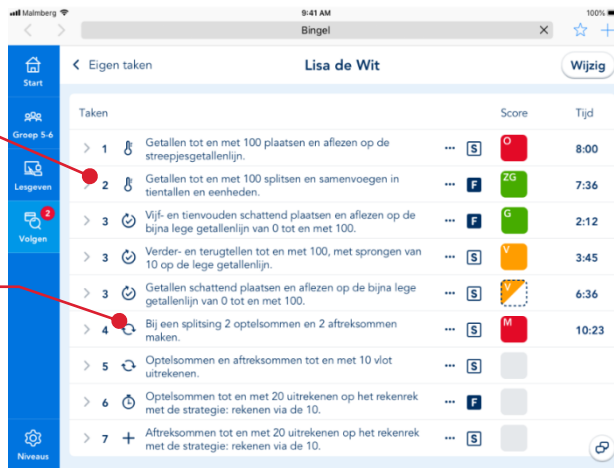 Malmberg 9:41 AM 100%
Bingel
Eigen taken Lisa de Wit Wijzig
Start
Groep 5-6
Lesgeven
2
Volgen
Niveaus
Taken Score Tijd
1 Getallen tot en met 100 plaatsen en aflezen op de
streepjesgetallenlijn. ••• S O 8:00
2 Getallen tot en met 100 splitsen en samenvoegen in
tientallen en eenheden. ••• F ZG 7:36
3 Vijf- en tienvouden schattend plaatsen en aflezen op de
bijna lege getallenlijn van 0 tot en met 100. ••• F G 2:12
3 Verder- en terugtellen tot en met 100, met sprongen van
10 op de lege getallenlijn. ••• S V 3:45
3 Getallen schattend plaatsen en aflezen op de bijna lege
getallenlijn van 0 tot en met 100. ••• S V 6:36
4 Bij een splitsing 2 optelsommen en 2 aftreksommen
maken. ••• S M 10:23
5 Optelsommen en aftreksommen tot en met 10 vlot
uitrekenen. ••• S
6 Optelsommen tot en met 20 uitrekenen op het rekenrek
met de strategie: rekenen via de 10. ••• F
7 Aftreksommen tot en met 20 uitrekenen op het rekenrek
met de strategie: rekenen via de 10. ••• S